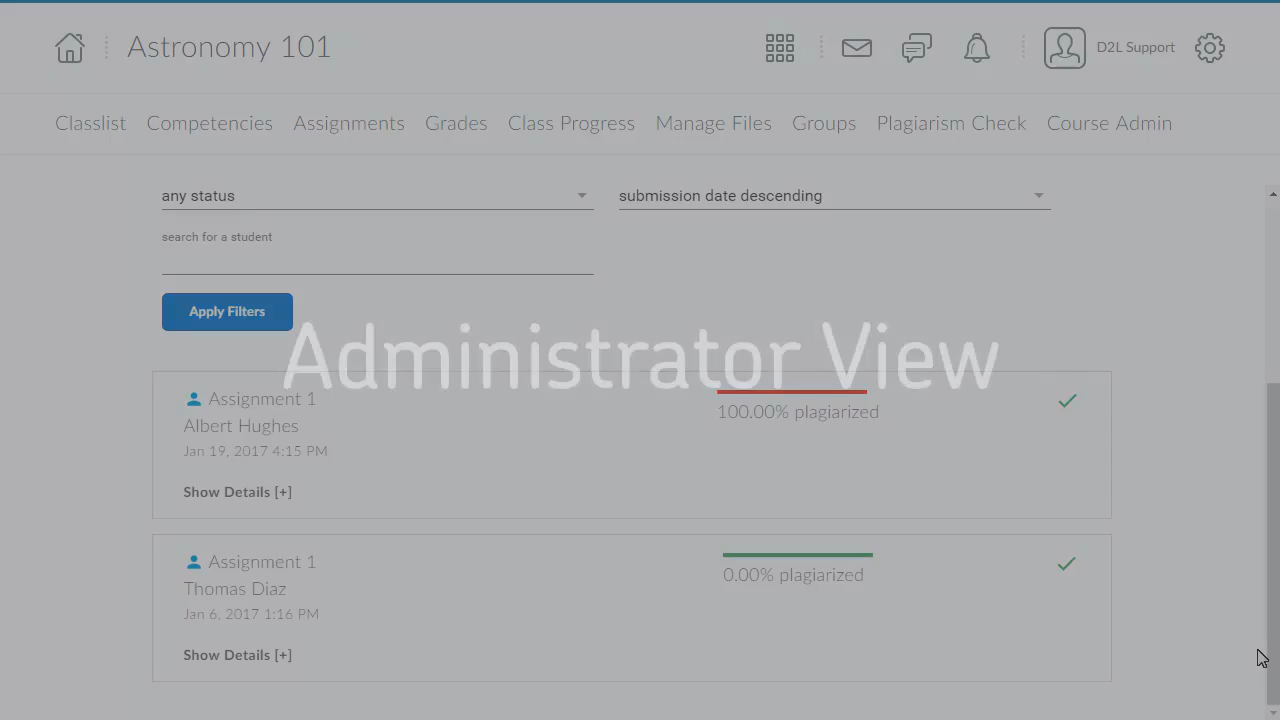 Astronomy 101
D2L Support
Classlist Competencies Assignments Grades Class Progress Manage Files Groups Plagiarism Check Course Admin
any status
submission date descending
search for a student
Apply Filters
Administrator View
Assignment 1
100.00% plagiarized
Albert Hughes
Jan 19, 2017 4:15 PM
Show Details [+]
Assignment 1
0.00% plagiarized
Thomas Diaz
Jan 6, 2017 1:16 PM
Show Details [+]